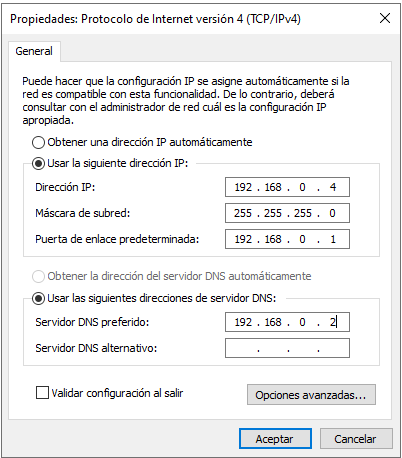 Propiedades: Protocolo de Internet versión 4 (TCP/IPv4)
General
Puede hacer que la configuración IP se asigne automáticamente si la
red es compatible con esta funcionalidad. De lo contrario, deberá
consultar con el administrador de red cuál es la configuración IP
apropiada.
Obtener una dirección IP automáticamente
Usar la siguiente dirección IP:
Dirección IP: 192 . 168 . 0 . 4
Máscara de subred: 255 . 255 . 255 . 0
Puerta de enlace predeterminada: 192 . 168 . 0 . 1
Obtener la dirección del servidor DNS automáticamente
Usar las siguientes direcciones de servidor DNS:
Servidor DNS preferido: 192 . 168 . 0 . 2
Servidor DNS alternativo: . . .
Validar configuración al salir
Opciones avanzadas...
Aceptar Cancelar